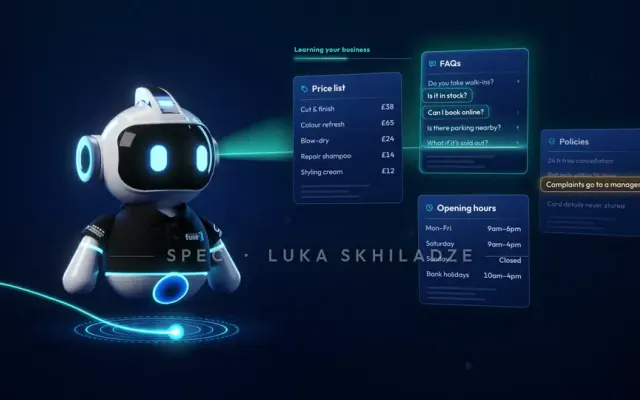 Learning your business
Price list
Cut & finish £38
Colour refresh £65
Blow-dry £24
Repair shampoo £14
Styling cream £12
FAQs
Do you take walk-ins?
Is it in stock?
Can I book online?
Is there parking nearby?
What if it's sold out?
Policies
24 h free cancellation
Complaints go to a manager
Card details never stored
Opening hours
Mon-Fri 9am-6pm
Saturday 9am-4pm
Sunday Closed
Bank holidays 10am-4pm
fuse
SPEC · LUKA SKHILADZE